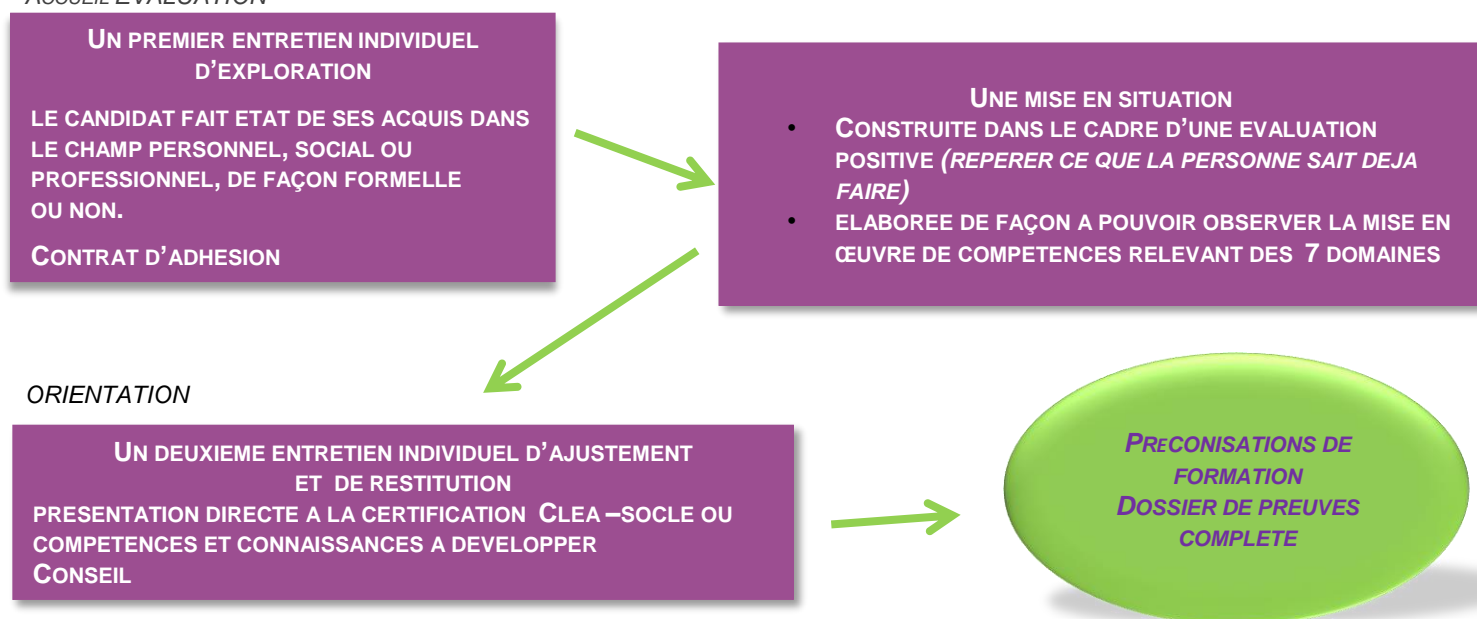 ACCUEIL EVALUATION
UN PREMIER ENTRETIEN INDIVIDUEL
D’EXPLORATION
LE CANDIDAT FAIT ETAT DE SES ACQUIS DANS
LE CHAMP PERSONNEL, SOCIAL OU
PROFESSIONNEL, DE FAÇON FORMELLE
OU NON.
CONTRAT D’ADHESION
UNE MISE EN SITUATION
• CONSTRUITE DANS LE CADRE D’UNE EVALUATION
POSITIVE (REPERER CE QUE LA PERSONNE SAIT DEJA
FAIRE)
• ELABOREE DE FAÇON A POUVOIR OBSERVER LA MISE EN
ŒUVRE DE COMPETENCES RELEVANT DES 7 DOMAINES
ORIENTATION
UN DEUXIEME ENTRETIEN INDIVIDUEL D’AJUSTEMENT
ET DE RESTITUTION
PRESENTATION DIRECTE A LA CERTIFICATION CLEA –SOCLE OU
COMPETENCES ET CONNAISSANCES A DEVELOPPER
CONSEIL
PRECONISATIONS DE
FORMATION
DOSSIER DE PREUVES
COMPLETE